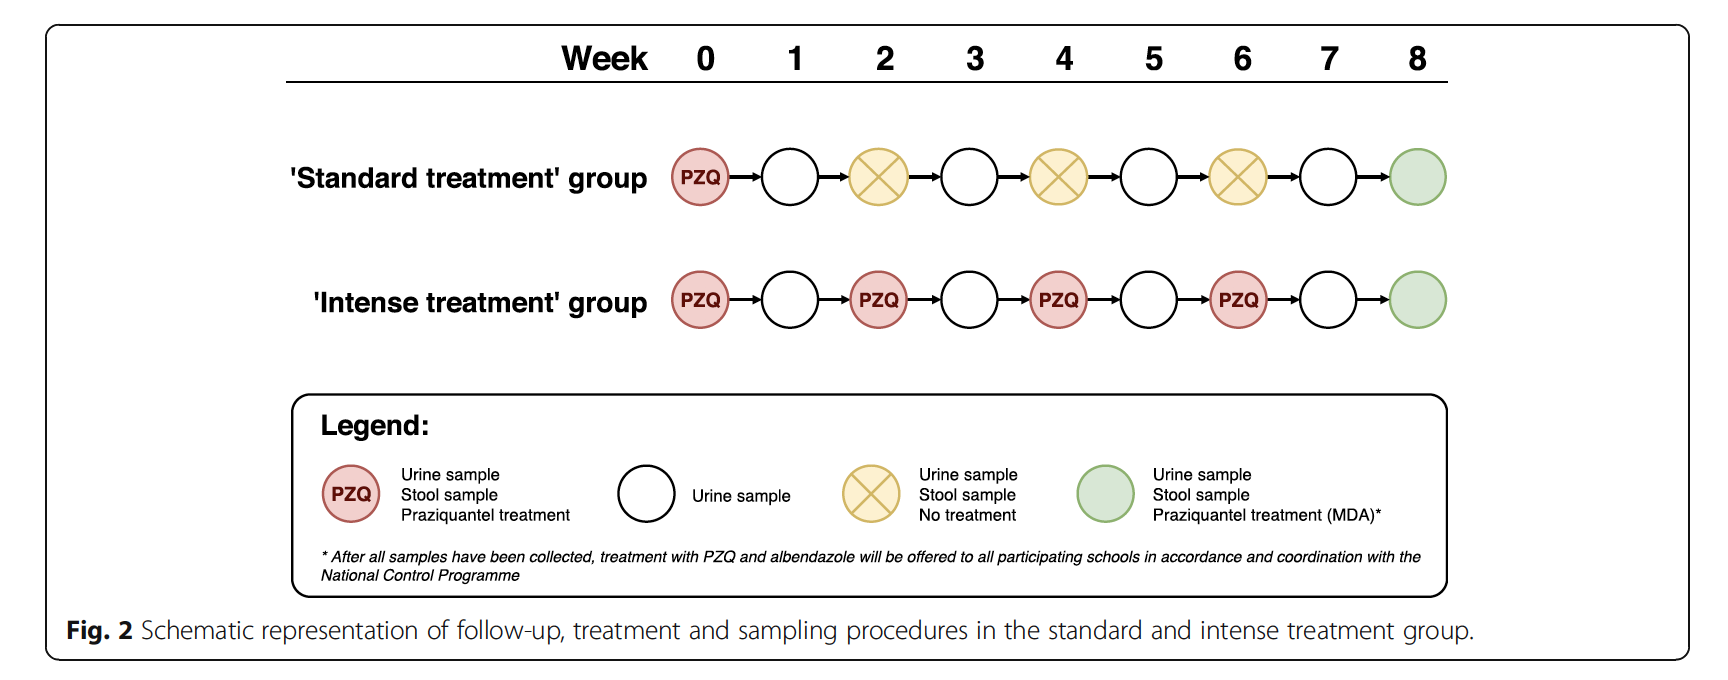 Week 0 1 2 3 4 5 6 7 8
'Standard treatment' group PZQ
'Intense treatment' group PZQ PZQ PZQ PZQ
Legend:
PZQ
Urine sample
Stool sample
Praziquantel treatment
Urine sample
Urine sample
Stool sample
No treatment
Urine sample
Stool sample
Praziquantel treatment (MDA)*
* After all samples have been collected, treatment with PZQ and albendazole will be offered to all participating schools in accordance and coordination with the
National Control Programme
Fig. 2 Schematic representation of follow-up, treatment and sampling procedures in the standard and intense treatment group.